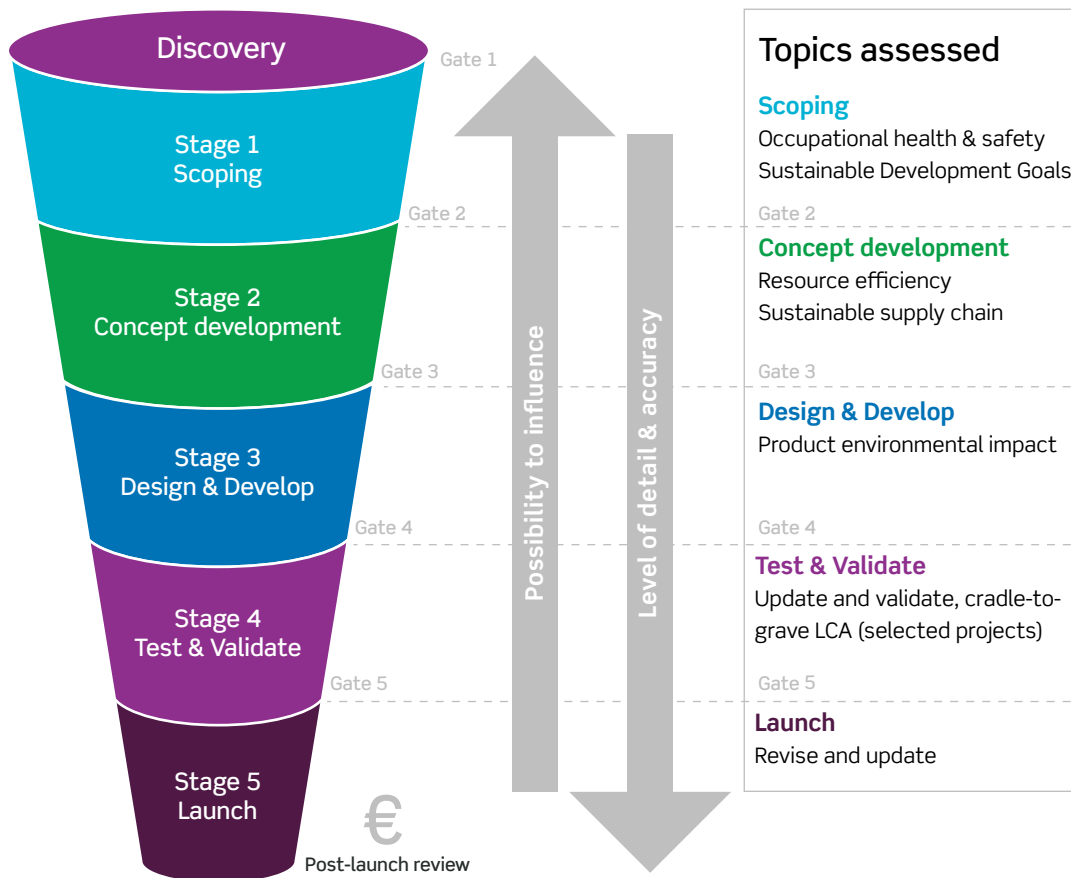 Discovery
Gate 1
Stage 1
Scoping
Gate 2
Stage 2
Concept development
Gate 3
Stage 3
Design & Develop
Gate 4
Stage 4
Test & Validate
Gate 5
Stage 5
Launch
€
Post-launch review
Possibility to influence
Level of detail & accuracy
Topics assessed
Scoping
Occupational health & safety
Sustainable Development Goals
Gate 2
Concept development
Resource efficiency
Sustainable supply chain
Gate 3
Design & Develop
Product environmental impact
Gate 4
Test & Validate
Update and validate, cradle-to-
grave LCA (selected projects)
Gate 5
Launch
Revise and update